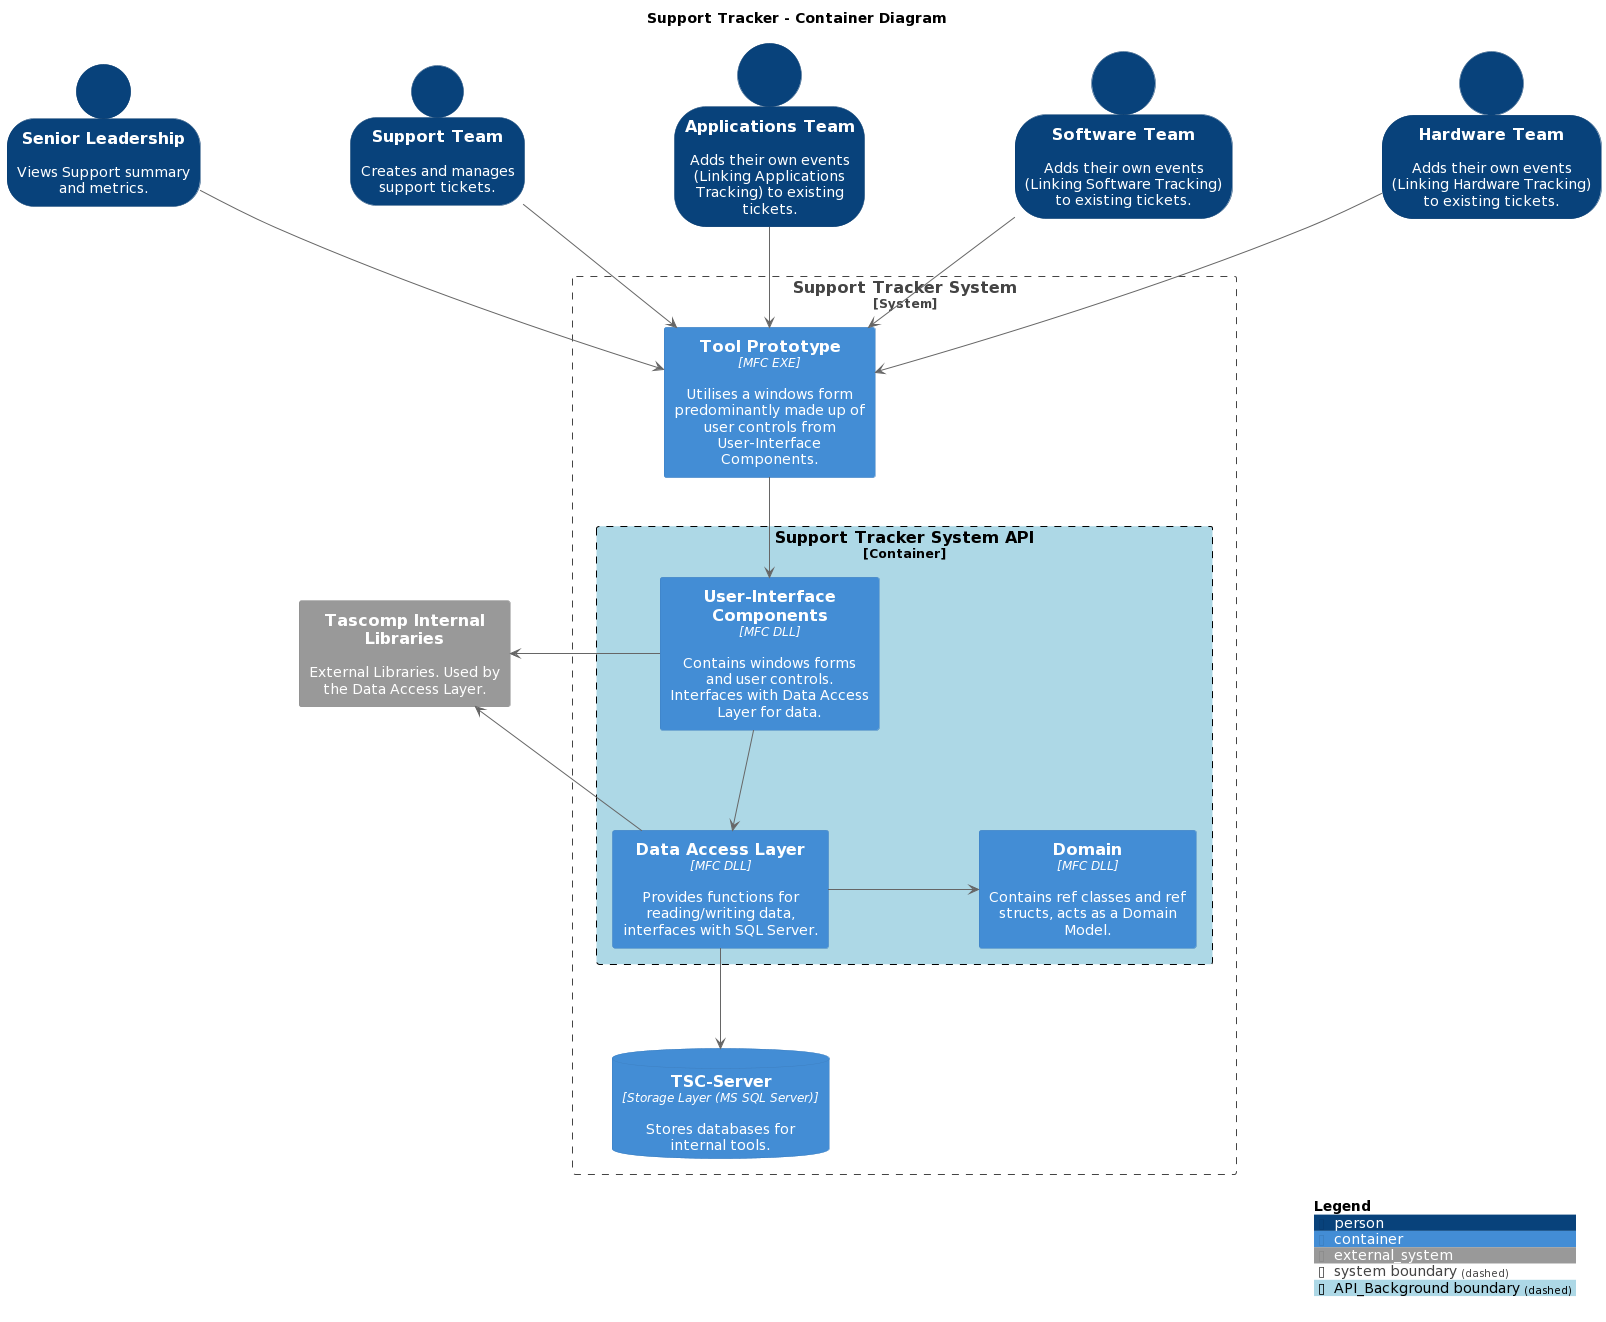 Support Tracker - Container Diagram
Senior Leadership
Views Support summary
and metrics.
Support Team
Creates and manages
support tickets.
Applications Team
Adds their own events
(Linking Applications
Tracking) to existing
tickets.
Software Team
Adds their own events
(Linking Software Tracking)
to existing tickets.
Hardware Team
Adds their own events
(Linking Hardware Tracking)
to existing tickets.
Support Tracker System
[System]
Tool Prototype
[MFC EXE]
Utilises a windows form
predominantly made up of
user controls from
User-Interface
Components.
Support Tracker System API
[Container]
User-Interface
Components
[MFC DLL]
Contains windows forms
and user controls.
Interfaces with Data Access
Layer for data.
Tascomp Internal
Libraries
External Libraries. Used by
the Data Access Layer.
Data Access Layer
[MFC DLL]
Provides functions for
reading/writing data,
interfaces with SQL Server.
Domain
[MFC DLL]
Contains ref classes and ref
structs, acts as a Domain
Model.
TSC-Server
[Storage Layer (MS SQL Server)]
Stores databases for
internal tools.
Legend
person
container
external_system
system boundary (dashed)
API_Background boundary (dashed)